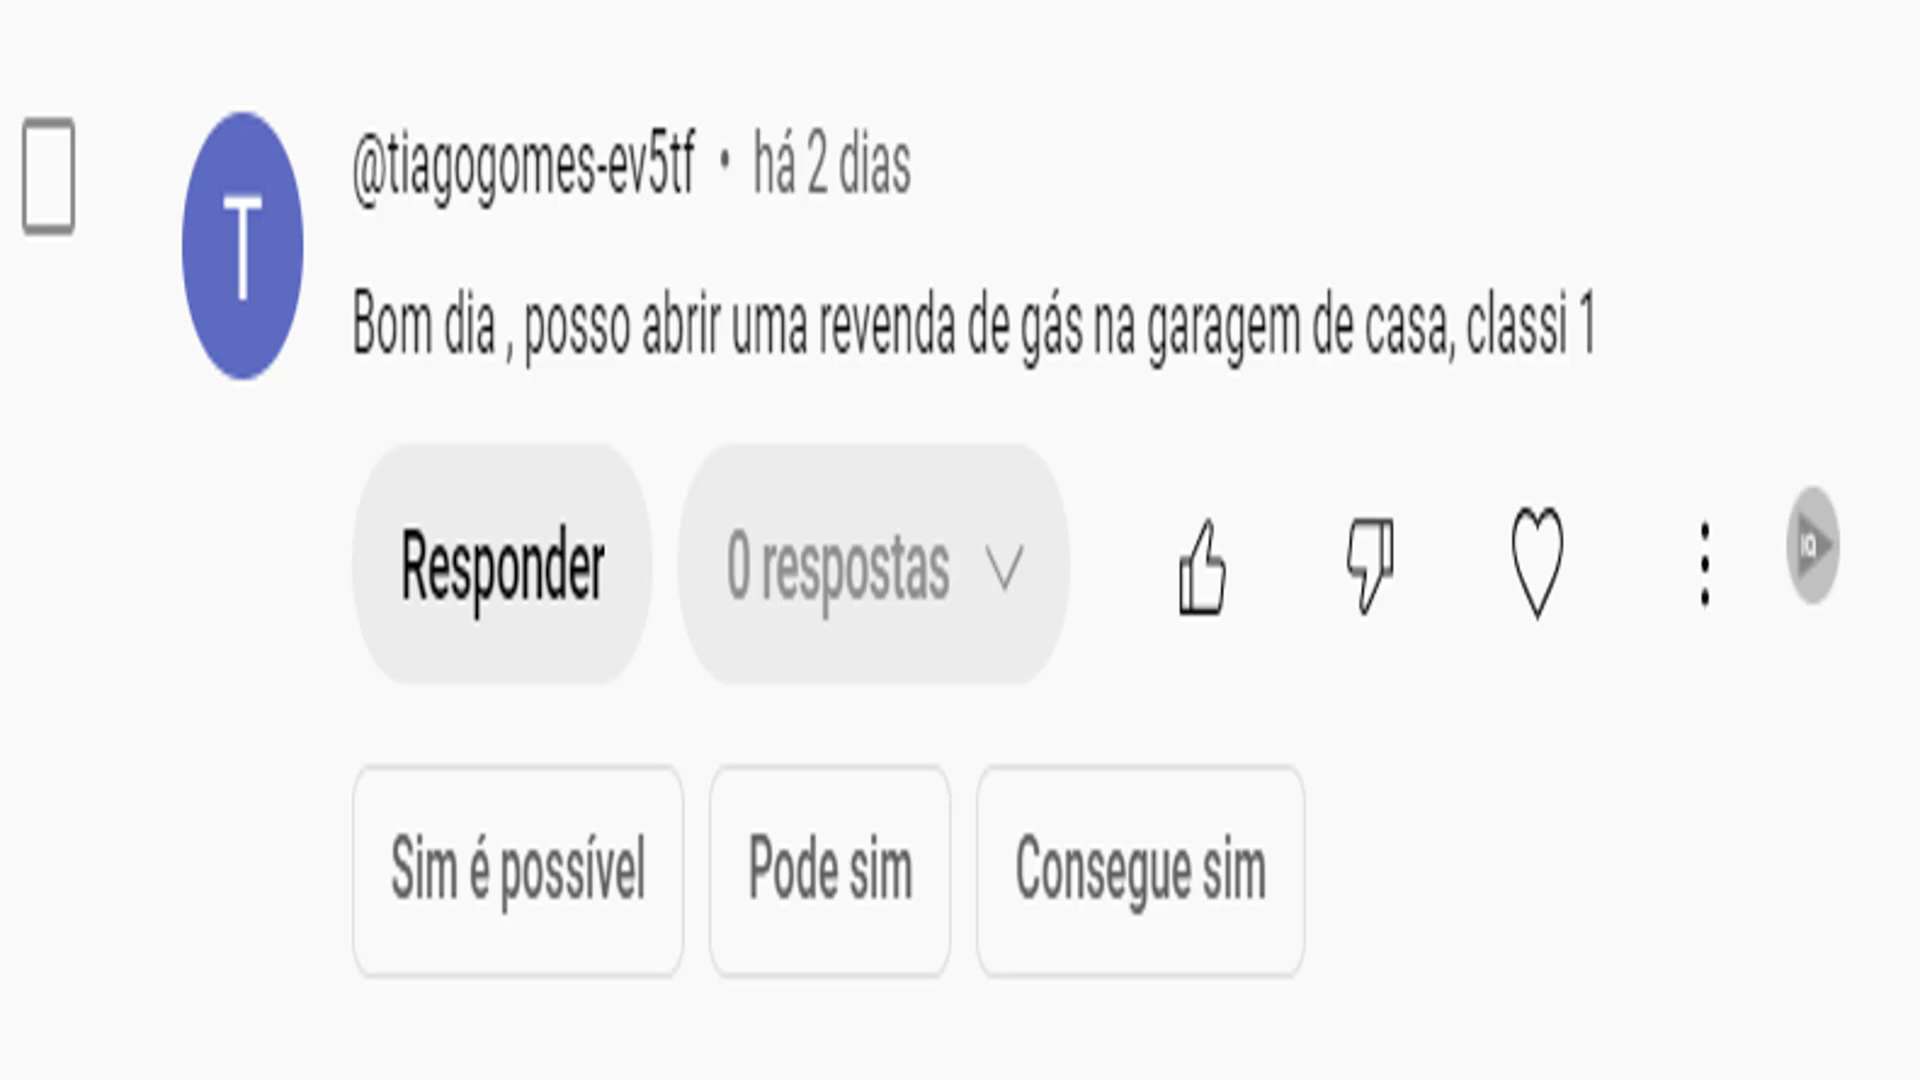 T
@tiagogomes-ev5tf • há 2 dias
Bom dia , posso abrir uma revenda de gás na garagem de casa, classi 1
Responder
0 respostas
IQ
Sim é possível
Pode sim
Consegue sim